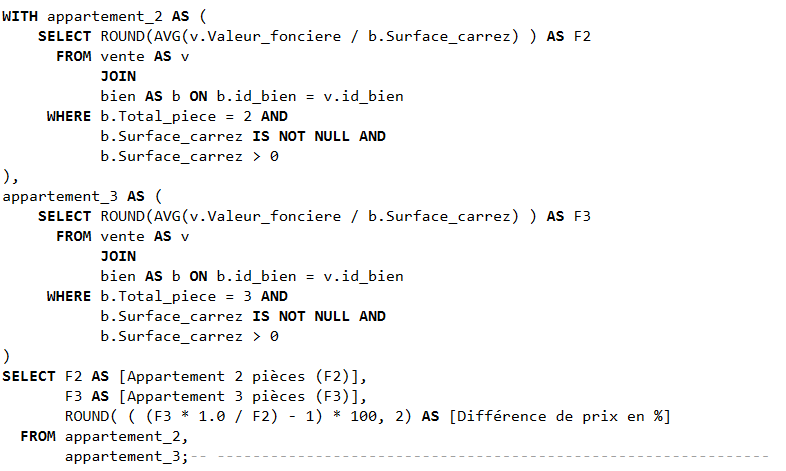 WITH appartement_2 AS (
    SELECT ROUND(AVG(v.Valeur_fonciere / b.Surface_carrez) ) AS F2
      FROM vente AS v
           JOIN
           bien AS b ON b.id_bien = v.id_bien
     WHERE b.Total_piece = 2 AND
           b.Surface_carrez IS NOT NULL AND
           b.Surface_carrez > 0
),
appartement_3 AS (
    SELECT ROUND(AVG(v.Valeur_fonciere / b.Surface_carrez) ) AS F3
      FROM vente AS v
           JOIN
           bien AS b ON b.id_bien = v.id_bien
     WHERE b.Total_piece = 3 AND
           b.Surface_carrez IS NOT NULL AND
           b.Surface_carrez > 0
)
SELECT F2 AS [Appartement 2 pièces (F2)],
       F3 AS [Appartement 3 pièces (F3)],
       ROUND( ( (F3 * 1.0 / F2) - 1) * 100, 2) AS [Différence de prix en %]
  FROM appartement_2,
       appartement_3;-- --------------------------------------------------------------